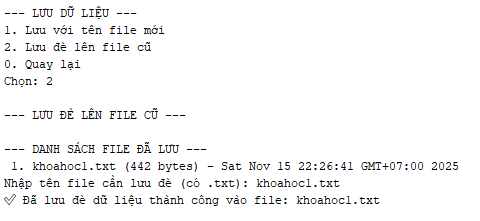 --- LƯU DỮ LIỆU ---
1. Lưu với tên file mới
2. Lưu đè lên file cũ
0. Quay lại
Chọn: 2
--- LƯU ĐÈ LÊN FILE CŨ ---
--- DANH SÁCH FILE ĐÃ LƯU ---
1. khoahoc1.txt (442 bytes) - Sat Nov 15 22:26:41 GMT+07:00 2025
Nhập tên file cần lưu đè (có .txt): khoahoc1.txt
✅ Đã lưu đè dữ liệu thành công vào file: khoahoc1.txt